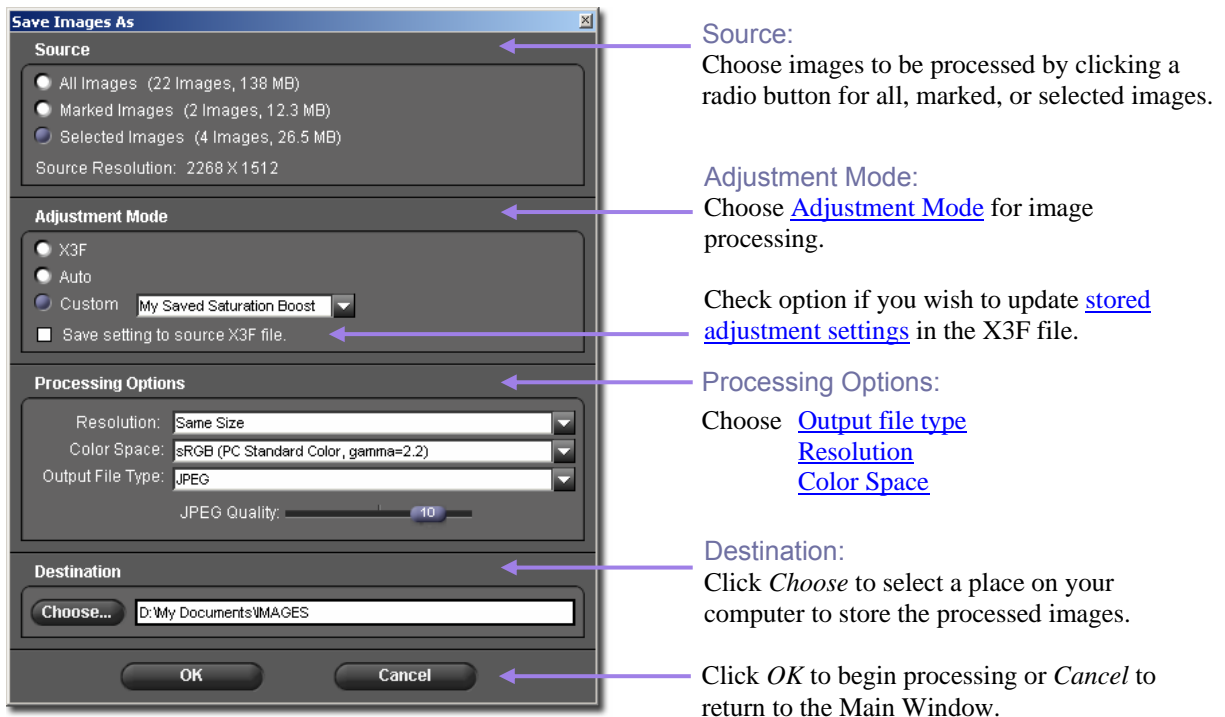 Save Images As
Source
All Images (22 Images, 138 MB)
Marked Images (2 Images, 12.3 MB)
Selected Images (4 Images, 26.5 MB)
Source Resolution: 2268 X 1512
Adjustment Mode
X3F
Auto
Custom My Saved Saturation Boost
Save setting to source X3F file.
Processing Options
Resolution: Same Size
Color Space: sRGB (PC Standard Color, gamma=2.2)
Output File Type: JPEG
JPEG Quality: 10
Destination
Choose... D:\My Documents\IMAGES
OK Cancel
Source:
Choose images to be processed by clicking a
radio button for all, marked, or selected images.
Adjustment Mode:
Choose Adjustment Mode for image
processing.
Check option if you wish to update stored
adjustment settings in the X3F file.
Processing Options:
Choose Output file type
Resolution
Color Space
Destination:
Click Choose to select a place on your
computer to store the processed images.
Click OK to begin processing or Cancel to
return to the Main Window.